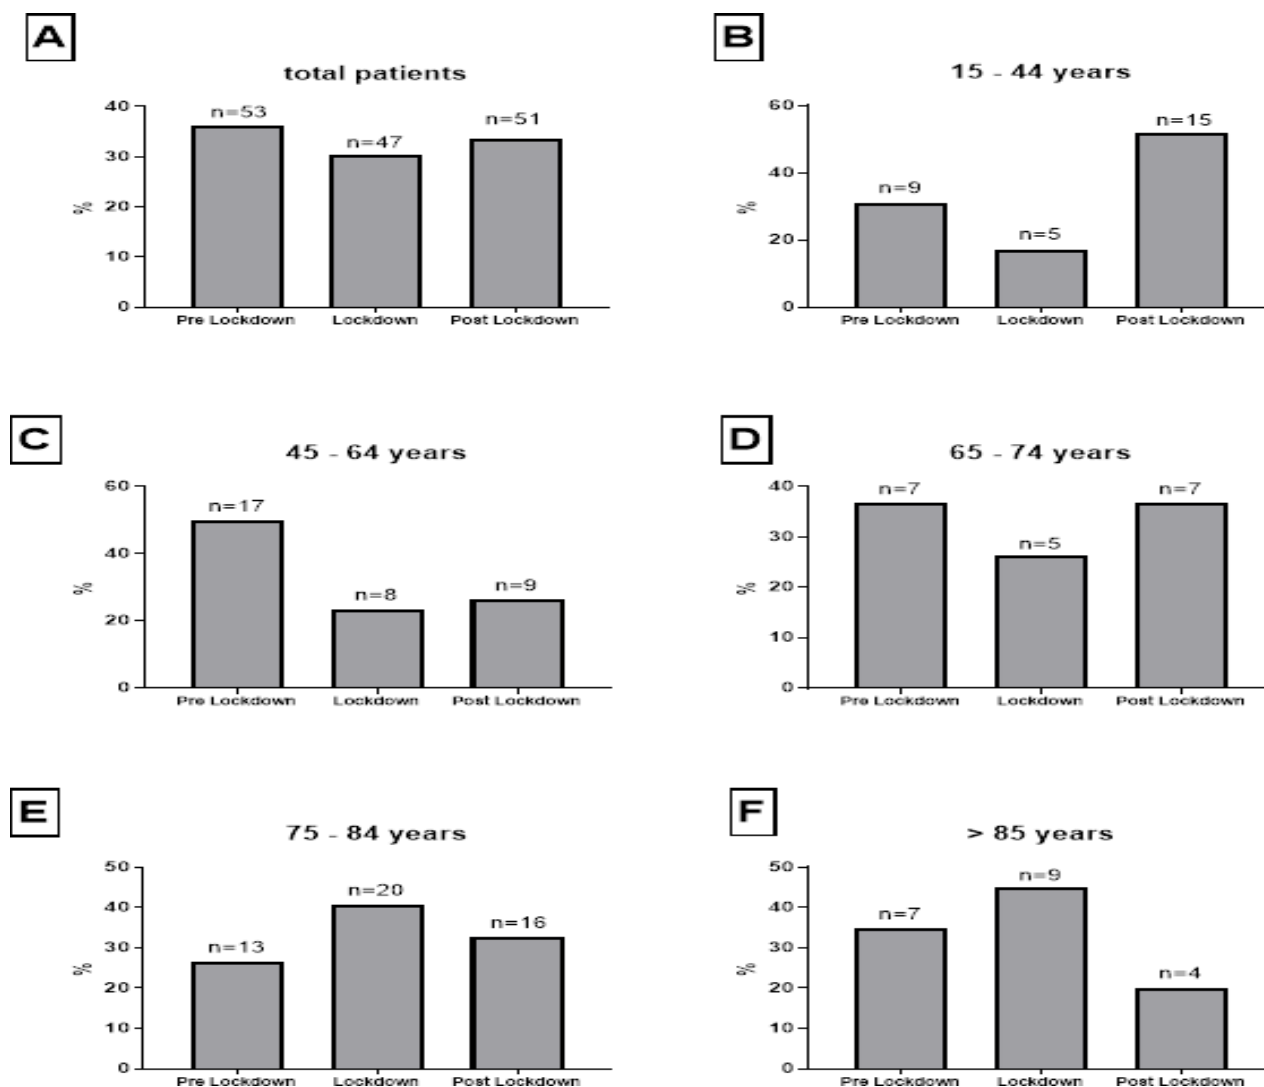 A
total patients
40
30
20
10
0
%
n=53
n=47
n=51
Pre Lockdown
Lockdown
Post Lockdown
B
15 - 44 years
60
40
20
0
%
n=9
n=5
n=15
Pre Lockdown
Lockdown
Post Lockdown
C
45 - 64 years
60
40
20
0
%
n=17
n=8
n=9
Pre Lockdown
Lockdown
Post Lockdown
D
65 - 74 years
40
30
20
10
0
%
n=7
n=5
n=7
Pre Lockdown
Lockdown
Post Lockdown
E
75 - 84 years
50
40
30
20
10
0
%
n=13
n=20
n=16
Pre Lockdown
Lockdown
Post Lockdown
F
> 85 years
50
40
30
20
10
0
%
n=7
n=9
n=4
Pre Lockdown
Lockdown
Post Lockdown